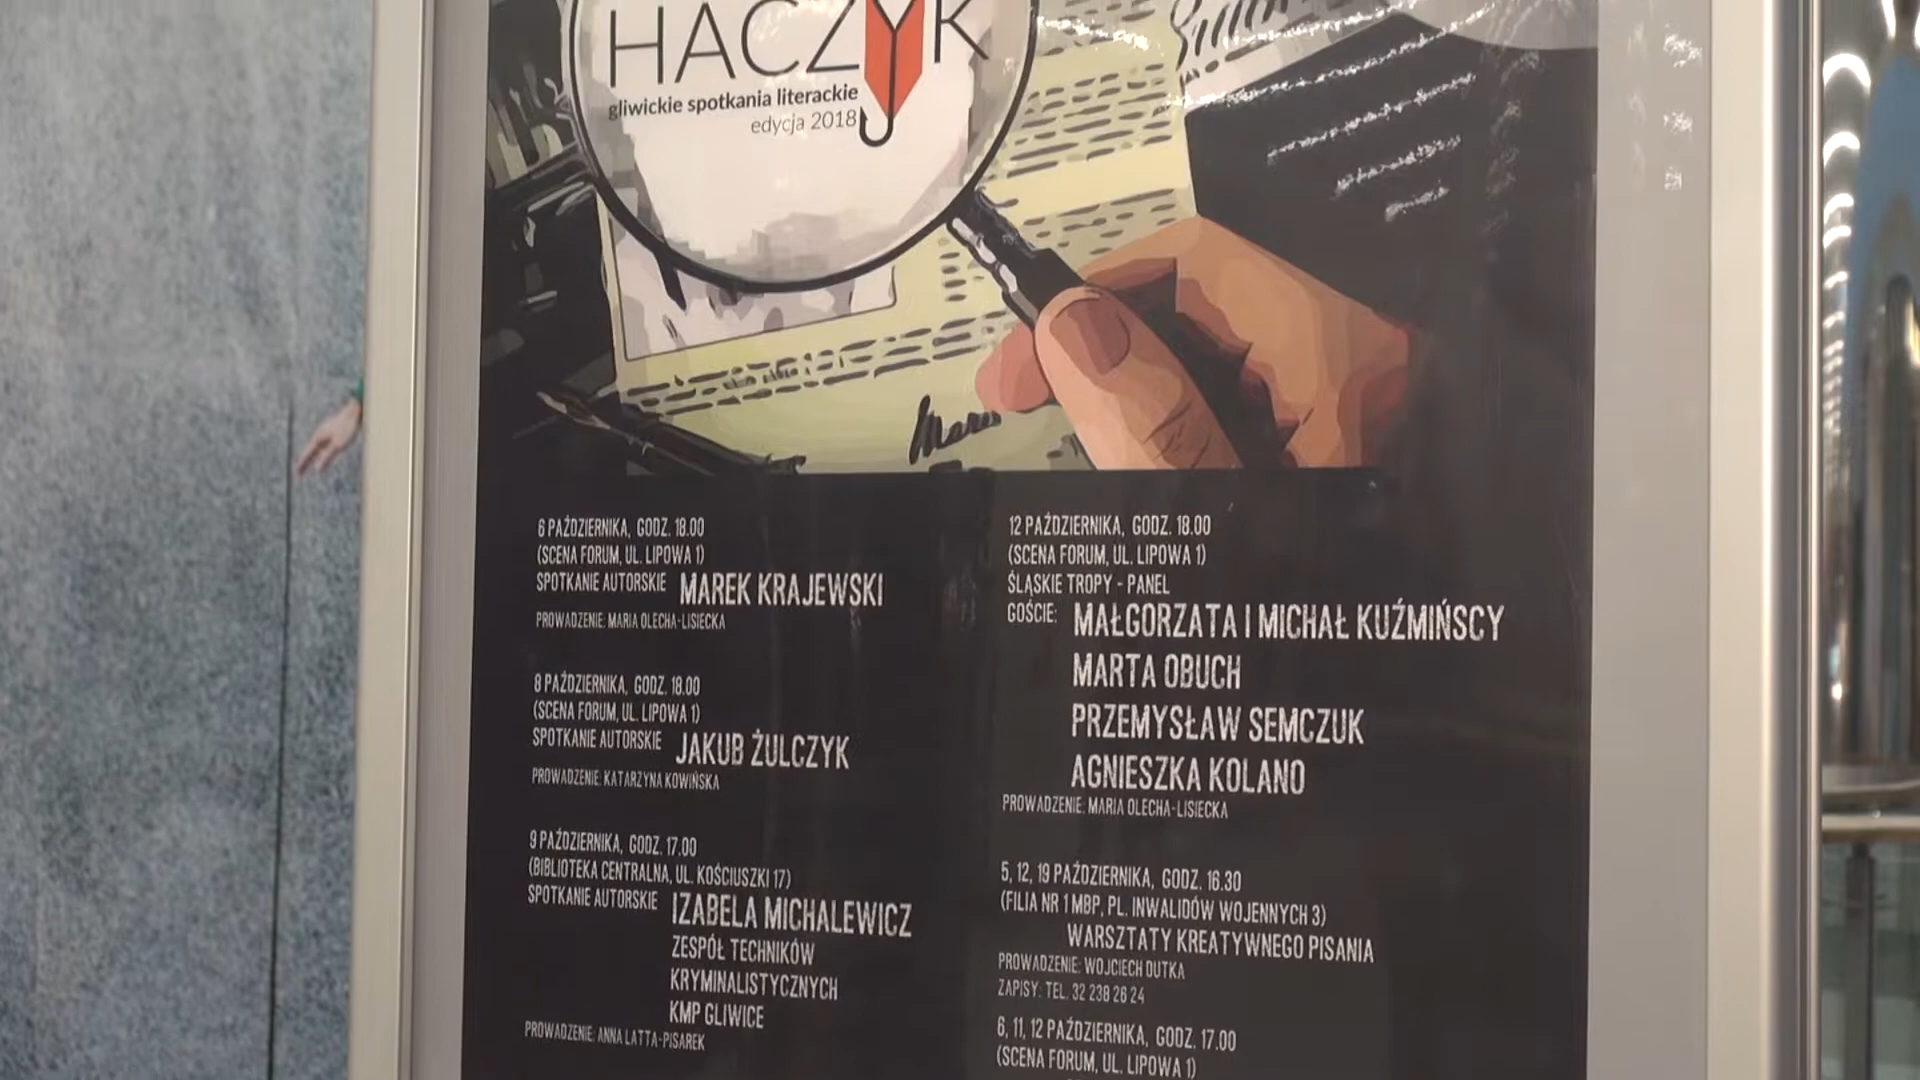 HACZYK
gliwickie spotkania literackie
edycja 2018
6 PAŹDZIERNIKA, GODZ. 18.00
(SCENA FORUM, UL. LIPOWA 1)
SPOTKANIE AUTORSKIE MAREK KRAJEWSKI
PROWADZENIE: MARIA OLECHA-LISIECKA
8 PAŹDZIERNIKA, GODZ. 18.00
(SCENA FORUM, UL. LIPOWA 1)
SPOTKANIE AUTORSKIE JAKUB ŻULCZYK
PROWADZENIE: KATARZYNA KOWIŃSKA
9 PAŹDZIERNIKA, GODZ. 17.00
(BIBLIOTEKA CENTRALNA, UL. KOŚCIUSZKI 17)
SPOTKANIE AUTORSKIE IZABELA MICHALEWICZ
ZESPÓŁ TECHNIKÓW
KRYMINALISTYCZNYCH
KMP GLIWICE
PROWADZENIE: ANNA LATTA-PISAREK
12 PAŹDZIERNIKA, GODZ. 18.00
(SCENA FORUM, UL. LIPOWA 1)
ŚLĄSKIE TROPY - PANEL
GOŚCIE: MAŁGORZATA I MICHAŁ KUŹMIŃSCY
MARTA OBUCH
PRZEMYSŁAW SEMCZUK
AGNIESZKA KOLANO
PROWADZENIE: MARIA OLECHA-LISIECKA
5, 12, 19 PAŹDZIERNIKA, GODZ. 16.30
(FILIA NR 1 MBP, PL. INWALIDÓW WOJENNYCH 3)
WARSZTATY KREATYWNEGO PISANIA
PROWADZENIE: WOJCIECH DUTKA
ZAPISY: TEL. 32 238 26 24
6, 11, 12 PAŹDZIERNIKA, GODZ. 17.00
(SCENA FORUM, UL. LIPOWA 1)